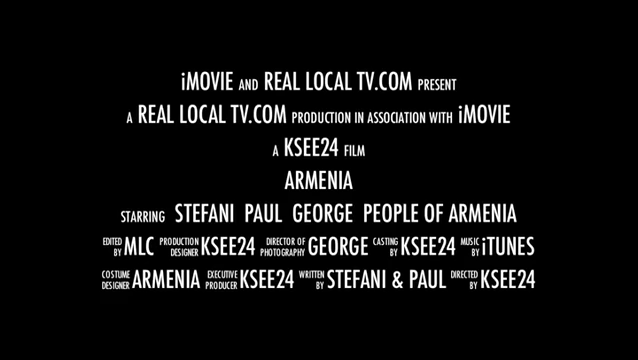 iMOVIE AND REAL LOCAL TV.COM PRESENT
A REAL LOCAL TV.COM PRODUCTION IN ASSOCIATION WITH iMOVIE
A KSEE24 FILM
ARMENIA
STARRING STEFANI PAUL GEORGE PEOPLE OF ARMENIA
EDITED BY MLC PRODUCTION DESIGNER KSEE24 DIRECTOR OF PHOTOGRAPHY GEORGE CASTING BY KSEE24 MUSIC BY iTUNES
COSTUME DESIGNER ARMENIA EXECUTIVE PRODUCER KSEE24 WRITTEN BY STEFANI & PAUL DIRECTED BY KSEE24